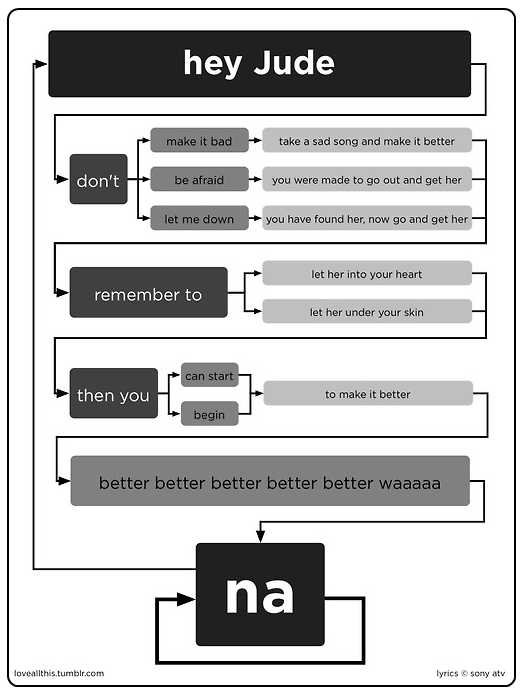 hey Jude
don't
make it bad
take a sad song and make it better
be afraid
you were made to go out and get her
let me down
you have found her, now go and get her
remember to
let her into your heart
let her under your skin
then you
can start
begin
to make it better
better better better better better waaaaa
na
loveallthis.tumblr.com
lyrics © sony atv